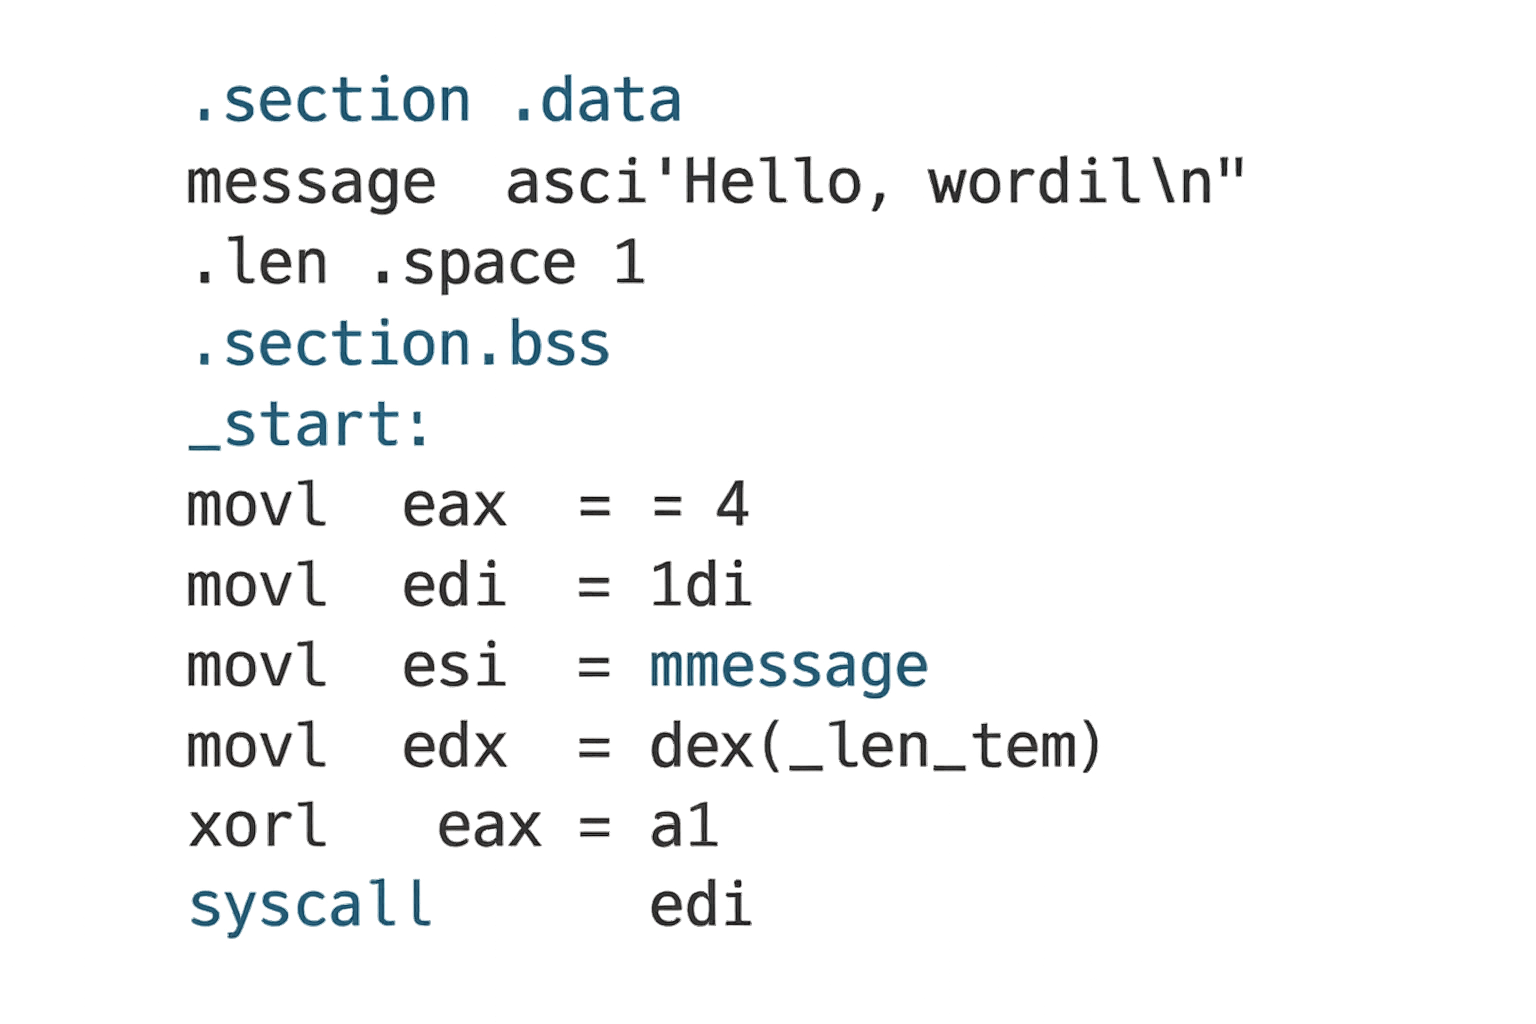 .section .data
message  asci'Hello, wordil\n"
.len .space 1
.section.bss
_start:
movl  eax  = = 4
movl  edi  = 1di
movl  esi  = mmessage
movl  edx  = dex(_len_tem)
xorl   eax = a1
syscall      edi